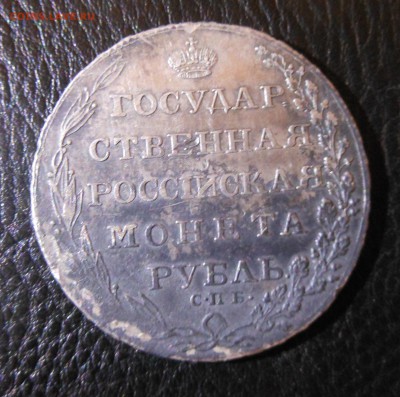 ГОСУДАР
СТВЕННАЯ
РОССІЙСКАЯ
МОНЕТА
РУБЛЬ
С·П·Б·